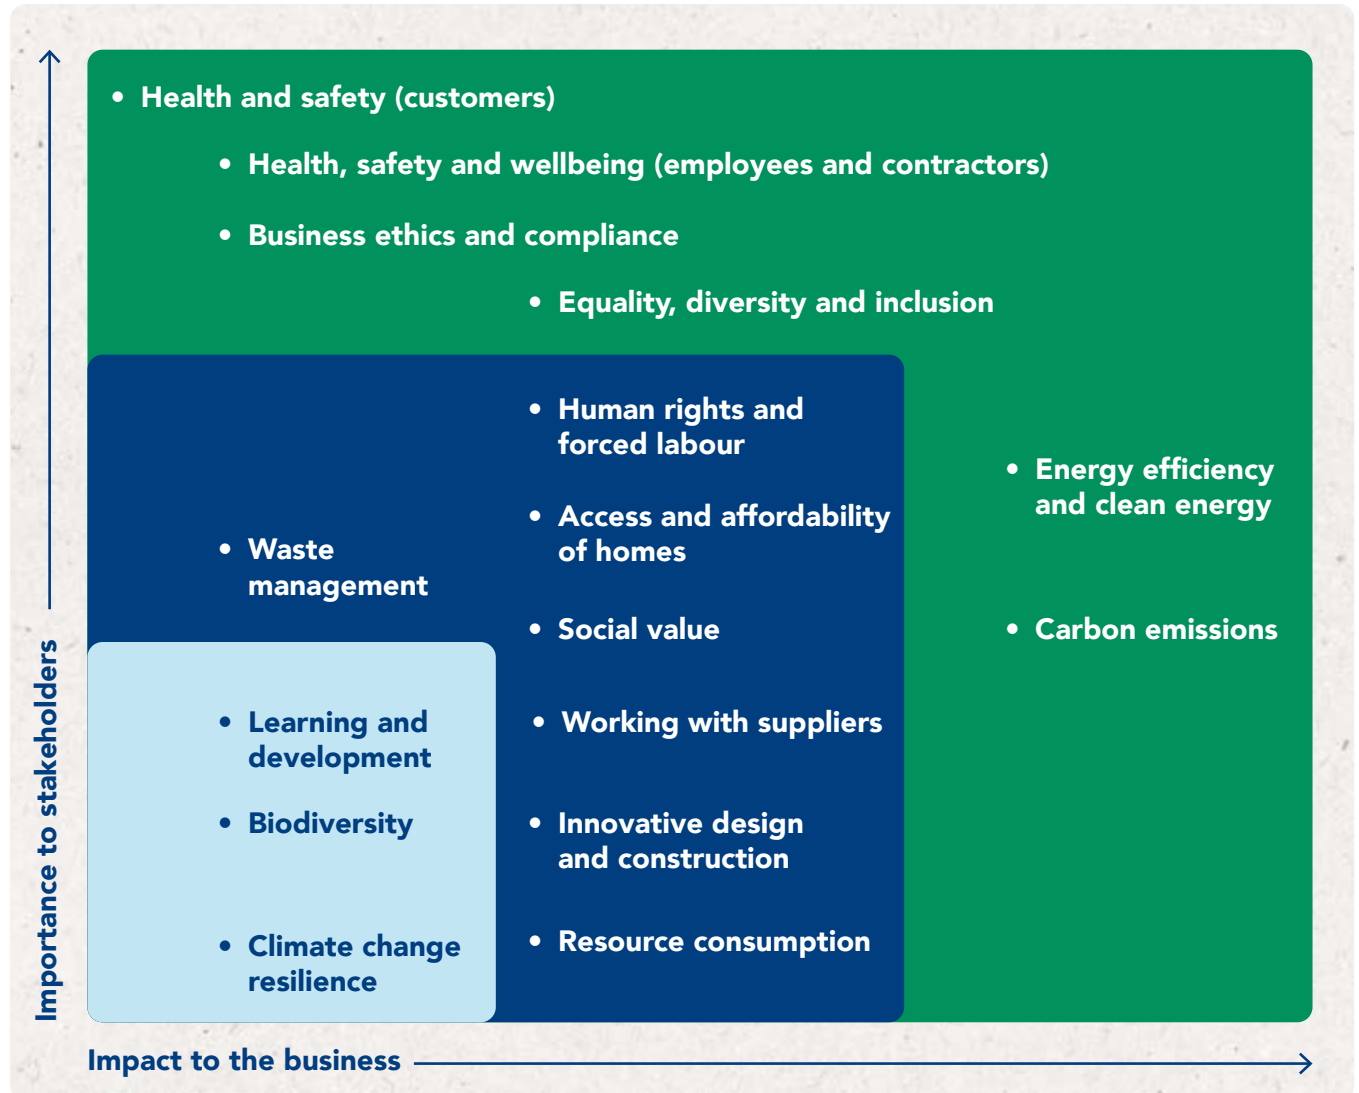 • Health and safety (customers)
• Health, safety and wellbeing (employees and contractors)
• Business ethics and compliance
• Equality, diversity and inclusion
• Human rights and
forced labour
• Energy efficiency
and clean energy
• Access and affordability
of homes
• Waste
management
• Social value
• Carbon emissions
• Learning and
development
• Working with suppliers
• Biodiversity
• Innovative design
and construction
• Climate change
resilience
• Resource consumption
Importance to stakeholders
Impact to the business